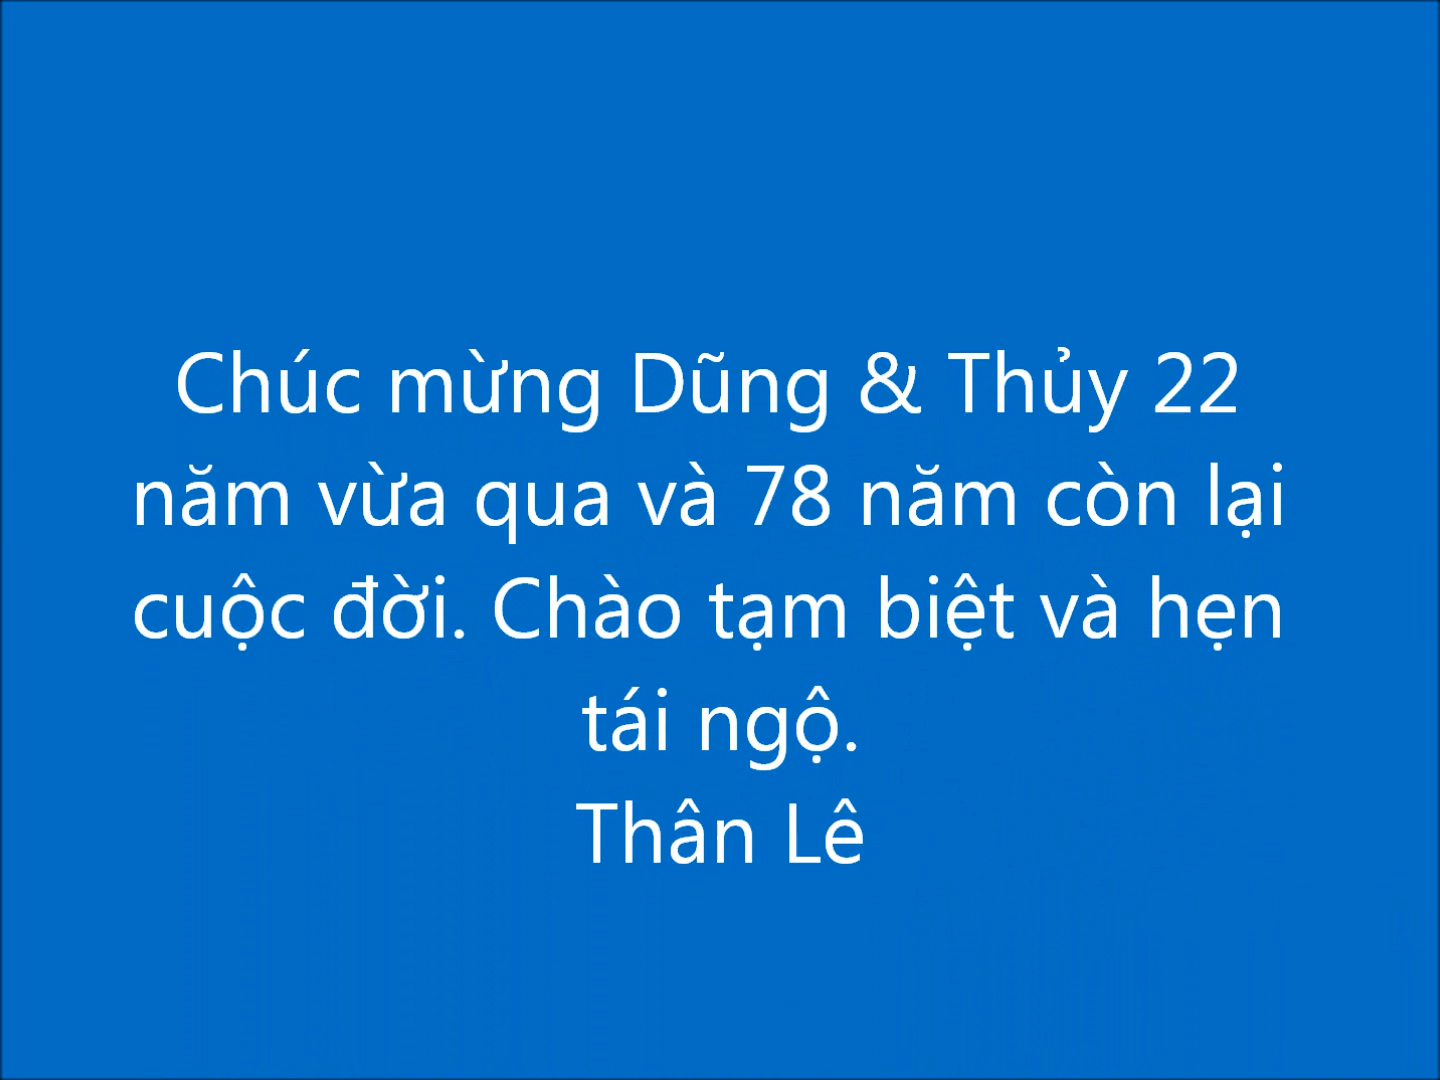 Chúc mừng Dũng & Thủy 22
năm vừa qua và 78 năm còn lại
cuộc đời. Chào tạm biệt và hẹn
tái ngộ.
Thân Lê